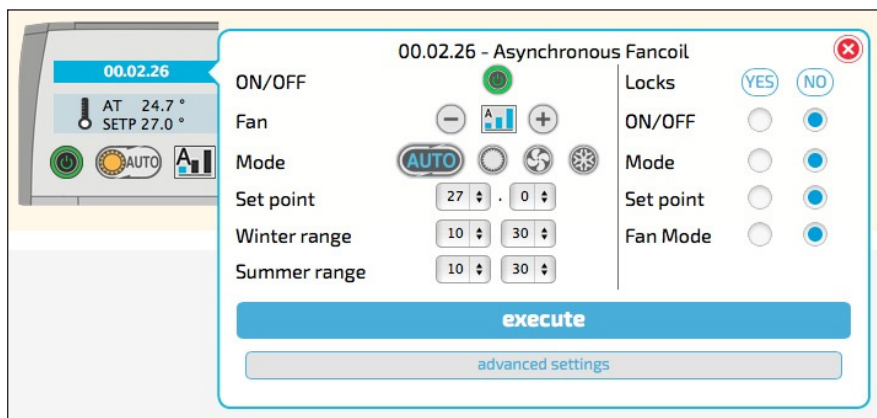 00.02.26
AT 24.7 °
SETP 27.0 °
AUTO A
00.02.26 - Asynchronous Fancoil
ON/OFF
Fan A
Mode AUTO
Set point 27 . 0
Winter range 10 30
Summer range 10 30
Locks YES NO
ON/OFF
Mode
Set point
Fan Mode
execute
advanced settings